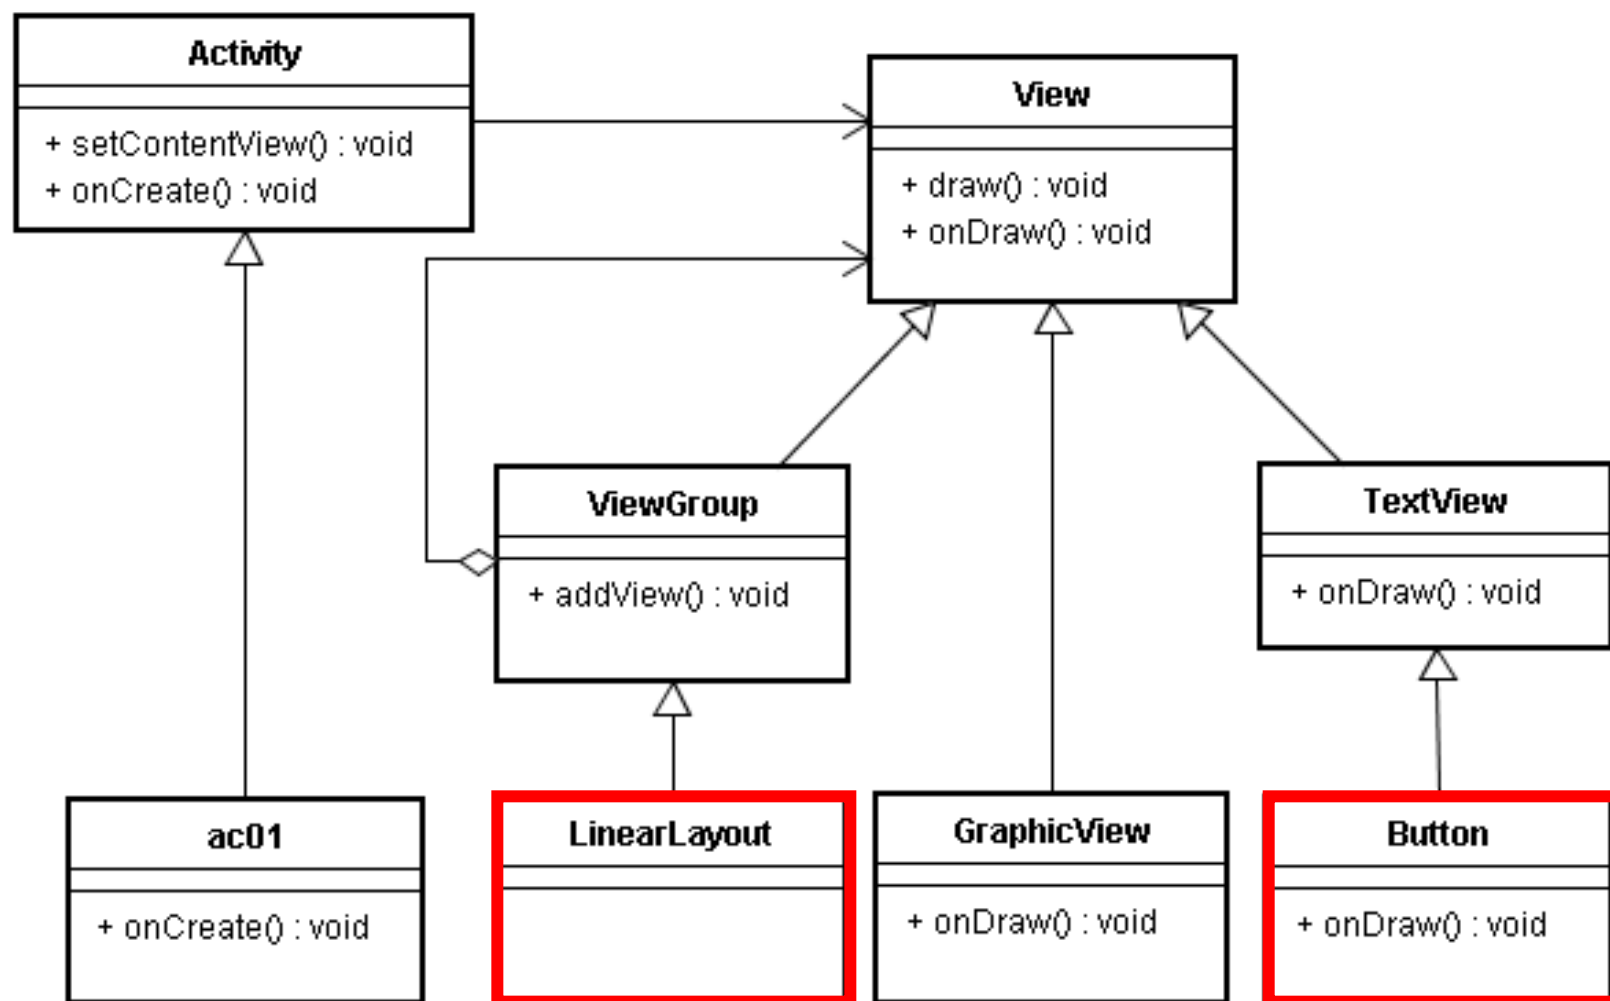 Activity
+ setContentView() : void
+ onCreate() : void
View
+ draw() : void
+ onDraw() : void
ViewGroup
+ addView() : void
TextView
+ onDraw() : void
ac01
+ onCreate() : void
LinearLayout
GraphicView
+ onDraw() : void
Button
+ onDraw() : void